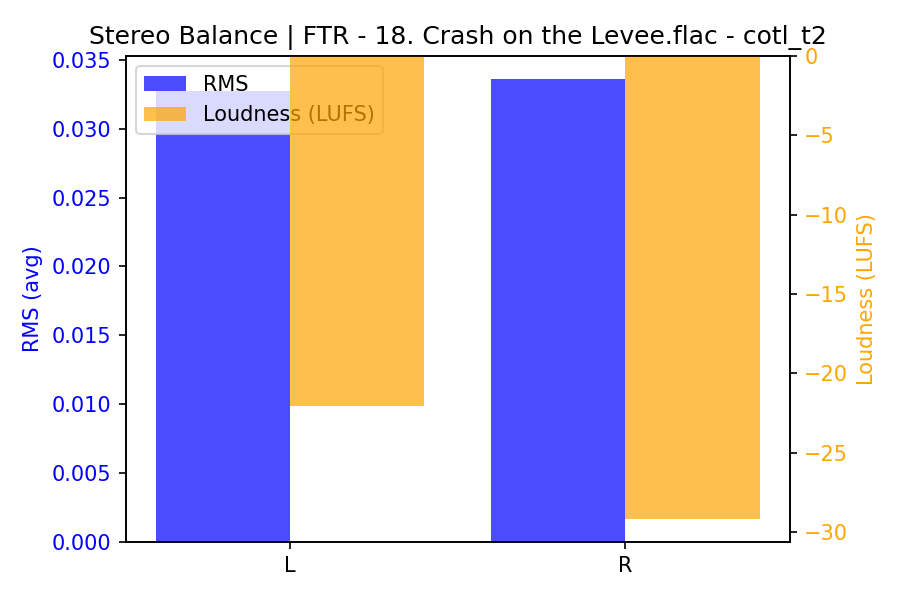 Stereo Balance | FTR - 18. Crash on the Levee.flac - cotl_t2
RMS
Loudness (LUFS)
RMS (avg)
0.035
0.030
0.025
0.020
0.015
0.010
0.005
0.000
L
R
0
−5
−10
−15
−20
−25
−30
Loudness (LUFS)